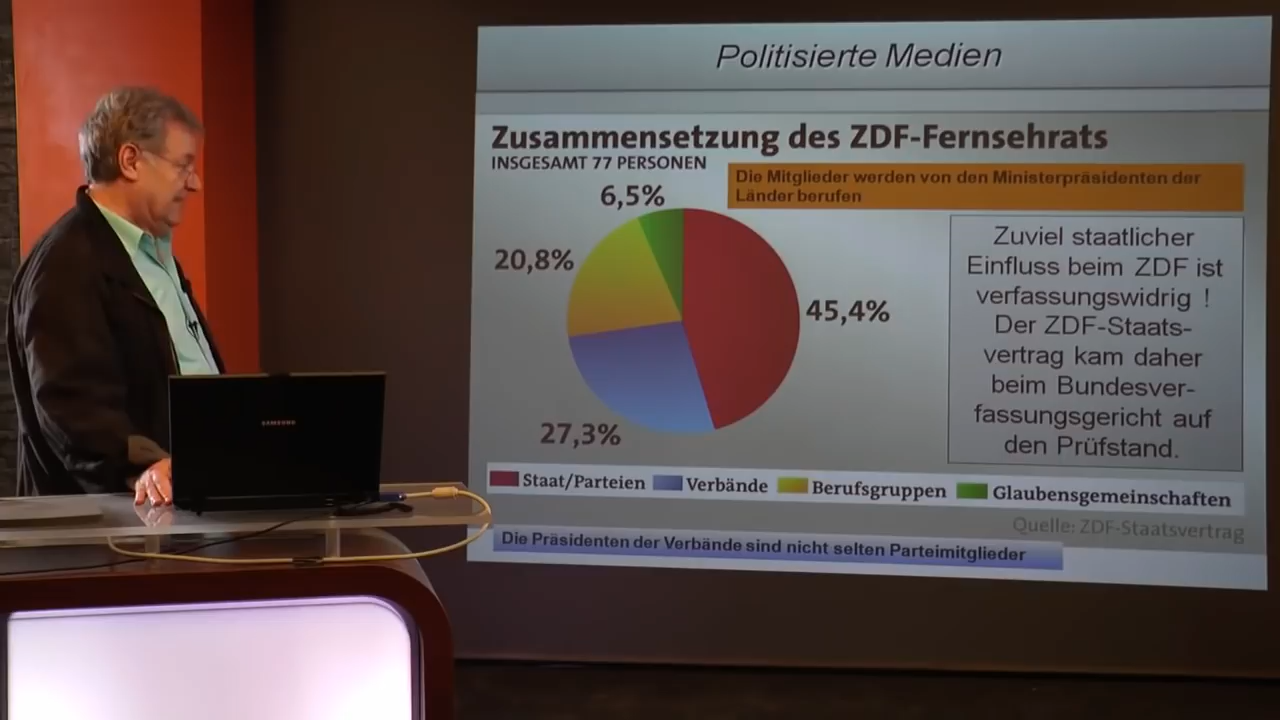 Politisierte Medien
Zusammensetzung des ZDF-Fernsehrats
INSGESAMT 77 PERSONEN
Die Mitglieder werden von den Ministerpräsidenten der
Länder berufen
6,5%
20,8%
45,4%
27,3%
Zuviel staatlicher
Einfluss beim ZDF ist
verfassungswidrig !
Der ZDF-Staats-
vertrag kam daher
beim Bundesver-
fassungsgericht auf
den Prüfstand.
Staat/Parteien Verbände Berufsgruppen Glaubensgemeinschaften
Quelle: ZDF-Staatsvertrag
Die Präsidenten der Verbände sind nicht selten Parteimitglieder
SAMSUNG